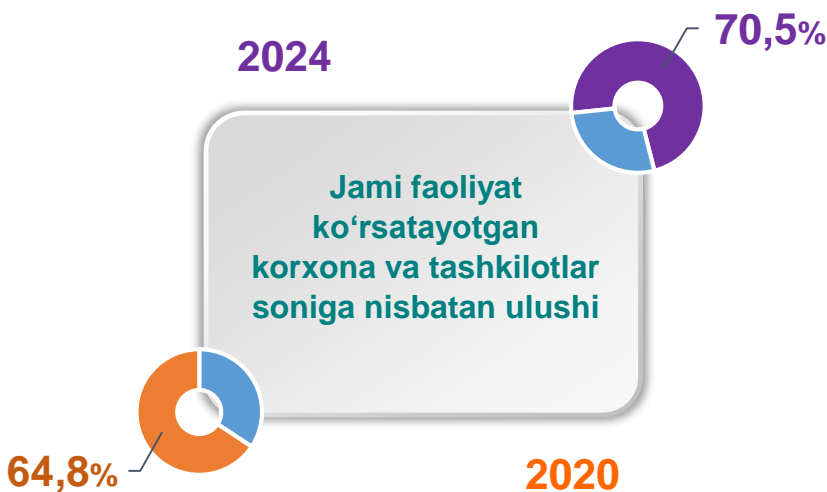 70,5%
2024
Jami faoliyat
ko‘rsatayotgan
korxona va tashkilotlar
soniga nisbatan ulushi
64,8%
2020